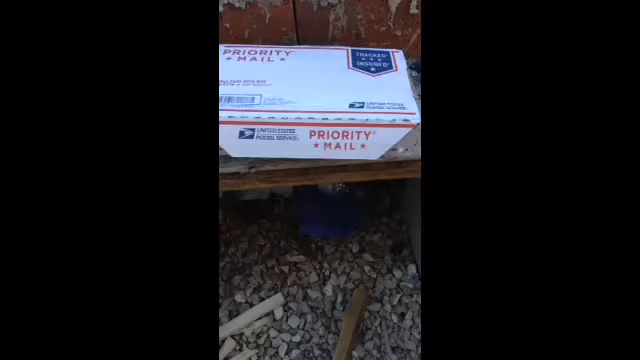 PRIORITY
★ MAIL ★
TRACKED
★ ★ ★
INSURED
★
UNITED STATES
POSTAL SERVICE
UNITED STATES
POSTAL SERVICE®
PRIORITY®
★ MAIL ★